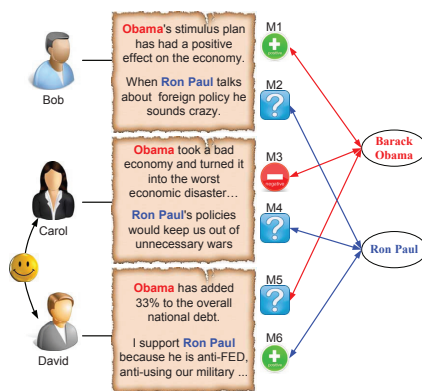 Obama's stimulus plan
has had a positive
effect on the economy.
When Ron Paul talks
about foreign policy he
sounds crazy.
Bob
M1
positive
M2
Obama took a bad
economy and turned it
into the worst
economic disaster...
Ron Paul's policies
would keep us out of
unnecessary wars
Carol
M3
negative
M4
Obama has added
33% to the overall
national debt.
I support Ron Paul
because he is anti-FED,
anti-using our military ...
David
M5
M6
positive
Barack
Obama
Ron Paul